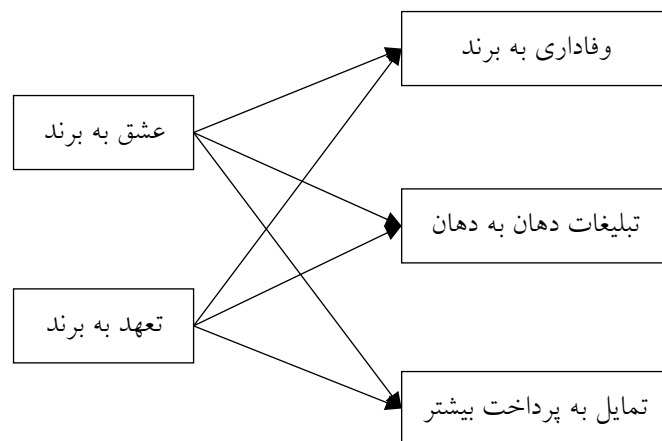 وفاداری به برند
عشق به برند
تبلیغات دهان به دهان
تعهد به برند
تمایل به پرداخت بیشتر